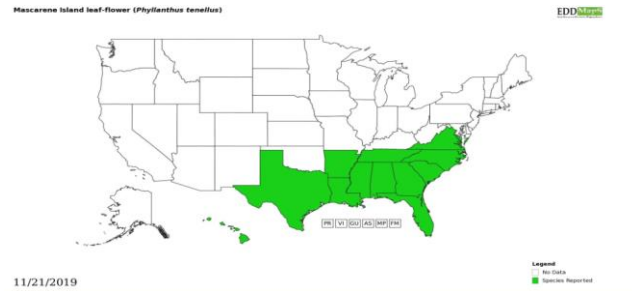 Mascarene Island leaf-flower (Phyllanthus tenellus)
EDDMapS
PR VI GU AS MP FM
Legend
No Data
Species Reported
11/21/2019